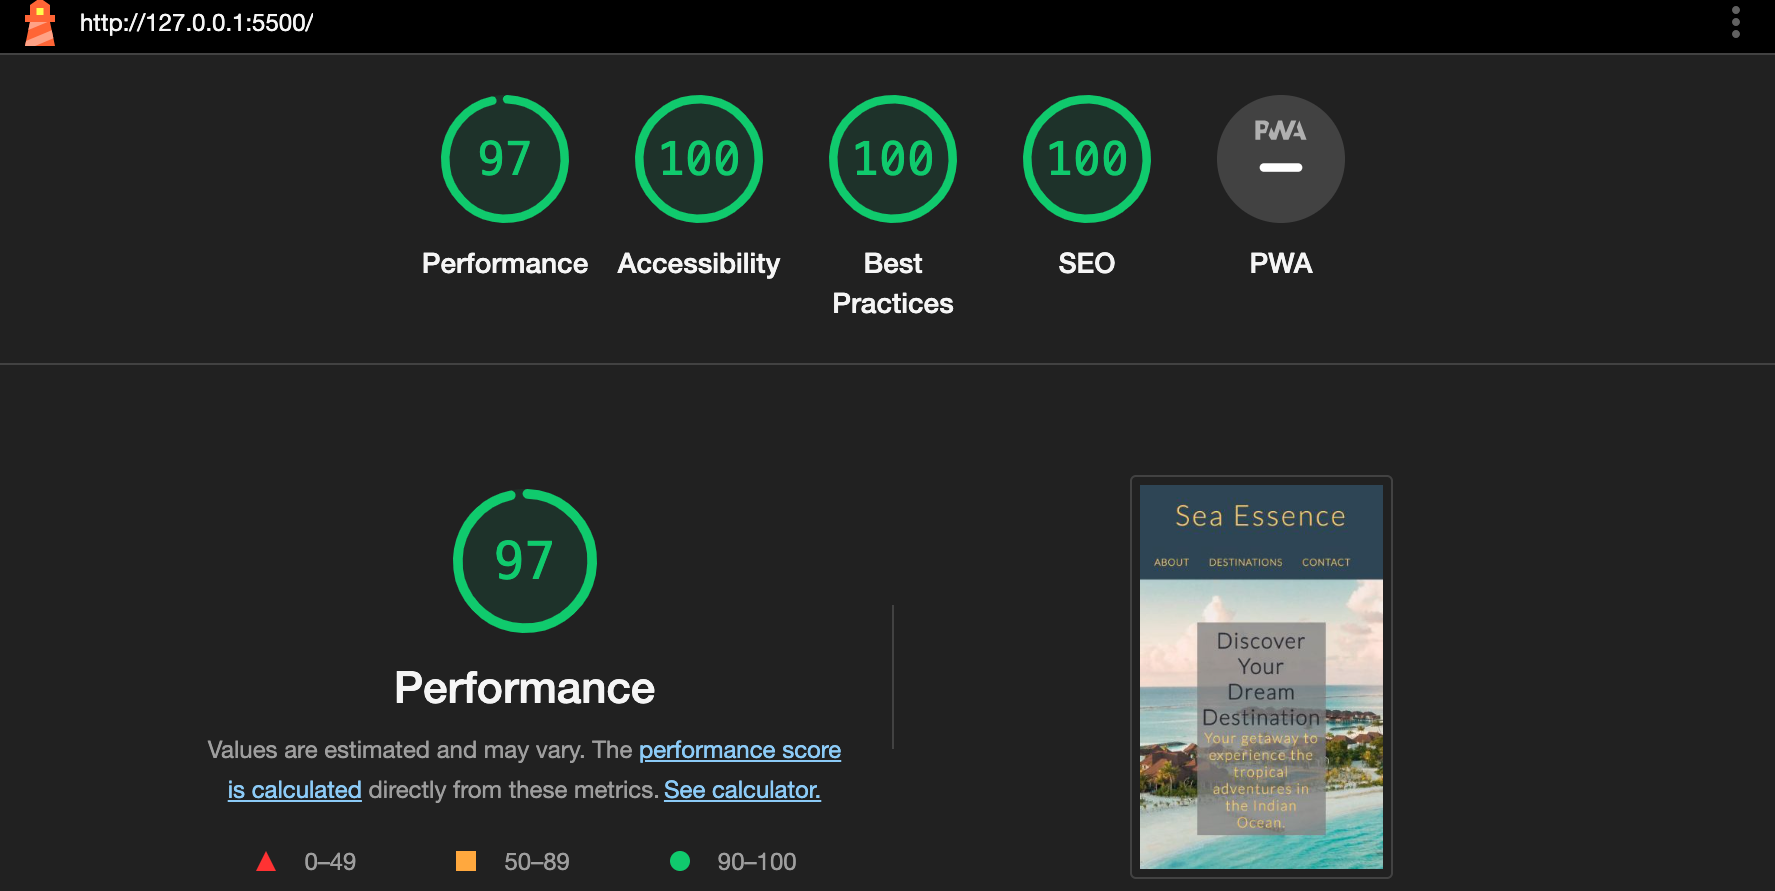 http://127.0.0.1:5500/
97
100
100
100
PWA
Performance
Accessibility
Best
Practices
SEO
PWA
97
Performance
Values are estimated and may vary. The performance score
is calculated directly from these metrics. See calculator.
0–49
50–89
90–100
Sea Essence
ABOUT DESTINATIONS CONTACT
Discover
Your
Dream
Destination
Your getaway to
experience the
tropical
adventures in
the Indian
Ocean.